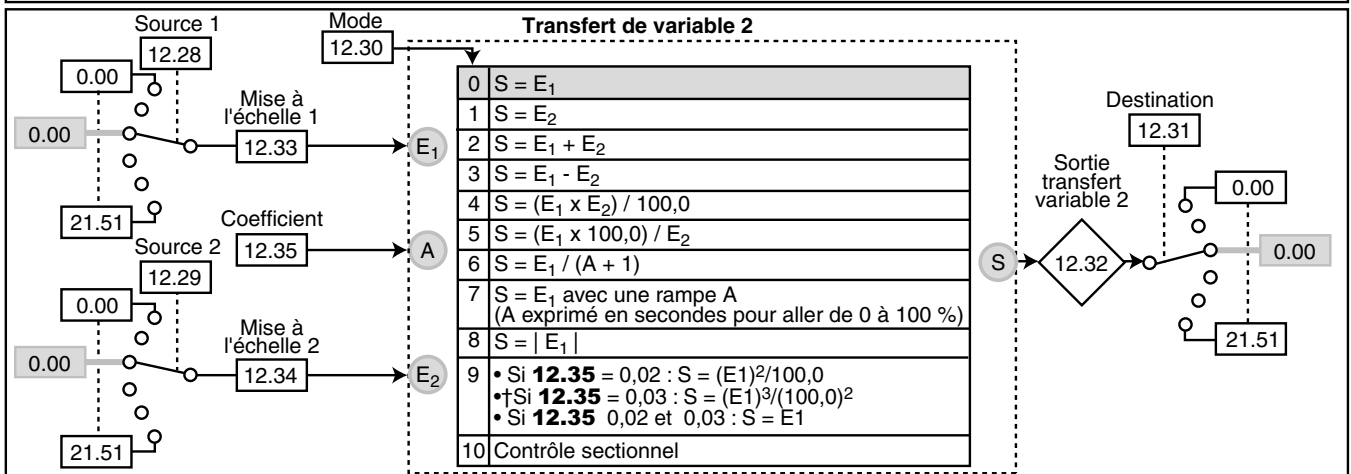 Transfert de variable 2
Source 1
12.28
Mode
12.30
0.00
0.00
21.51
Mise à
l'échelle 1
12.33
E1
Coefficient
12.35
A
Source 2
12.29
0.00
0.00
21.51
Mise à
l'échelle 2
12.34
E2
0 S = E1
1 S = E2
2 S = E1 + E2
3 S = E1 - E2
4 S = (E1 x E2) / 100,0
5 S = (E1 x 100,0) / E2
6 S = E1 / (A + 1)
7 S = E1 avec une rampe A
(A exprimé en secondes pour aller de 0 à 100 %)
8 S = | E1 |
9 • Si 12.35 = 0,02 : S = (E1)²/100,0
•†Si 12.35 = 0,03 : S = (E1)³/(100,0)²
• Si 12.35 0,02 et 0,03 : S = E1
10 Contrôle sectionnel
S
Sortie
transfert
variable 2
12.32
Destination
12.31
0.00
0.00
21.51